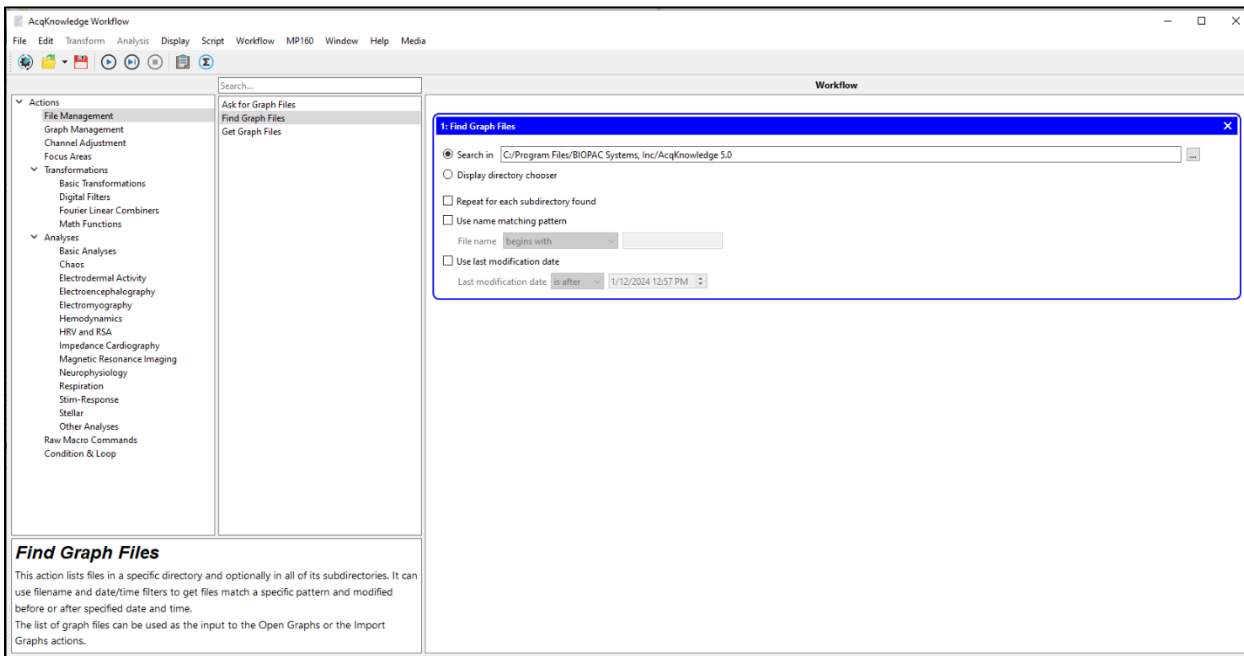 AcqKnowledge Workflow
File Edit Transform Analysis Display Script Workflow MP160 Window Help Media
Search...
Workflow
Actions
File Management
Graph Management
Channel Adjustment
Focus Areas
Transformations
Basic Transformations
Digital Filters
Fourier Linear Combiners
Math Functions
Analyses
Basic Analyses
Chaos
Electrodermal Activity
Electroencephalography
Electromyography
Hemodynamics
HRV and RSA
Impedance Cardiography
Magnetic Resonance Imaging
Neurophysiology
Respiration
Stim-Response
Stellar
Other Analyses
Raw Macro Commands
Condition & Loop
Ask for Graph Files
Find Graph Files
Get Graph Files
1: Find Graph Files
Search in C:/Program Files/BIOPAC Systems, Inc/AcqKnowledge 5.0 ...
Display directory chooser
Repeat for each subdirectory found
Use name matching pattern
File name begins with
Use last modification date
Last modification date is after 1/12/2024 12:57 PM
Find Graph Files
This action lists files in a specific directory and optionally in all of its subdirectories. It can
use filename and date/time filters to get files match a specific pattern and modified
before or after specified date and time.
The list of graph files can be used as the input to the Open Graphs or the Import
Graphs actions.